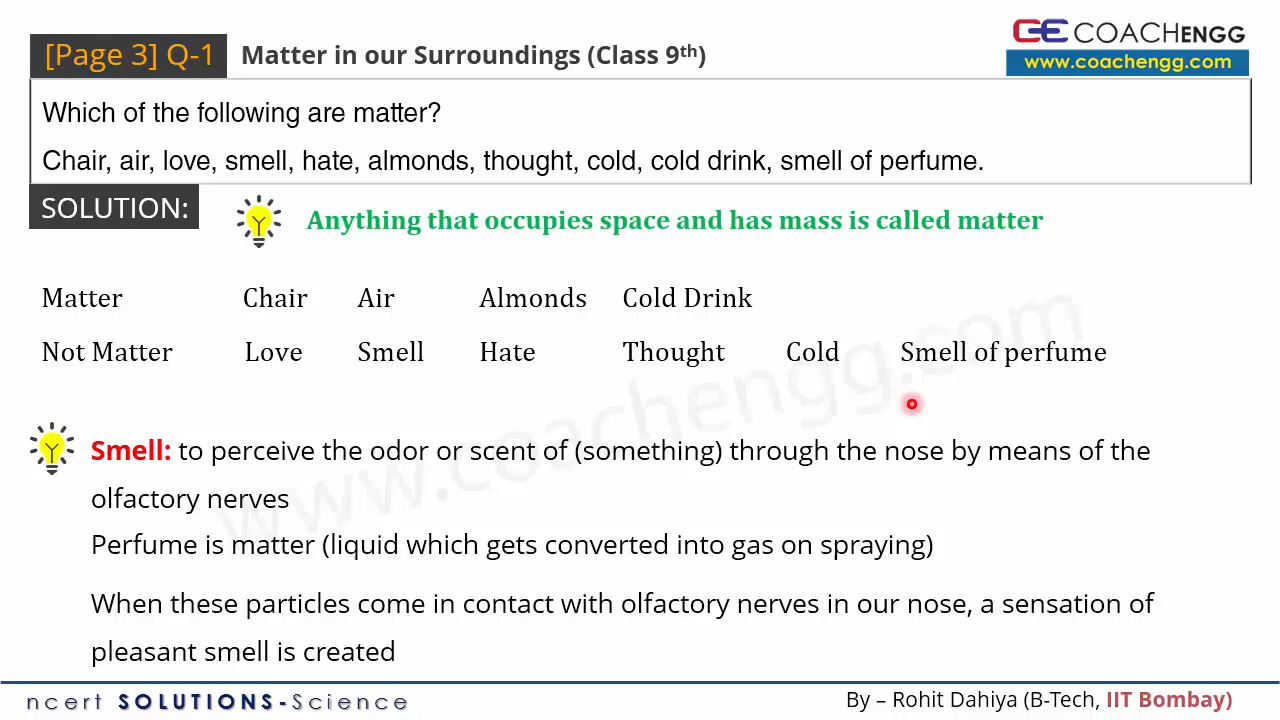 [Page 3] Q-1 Matter in our Surroundings (Class 9th)
GE COACHENGG
www.coachengg.com
Which of the following are matter?
Chair, air, love, smell, hate, almonds, thought, cold, cold drink, smell of perfume.
SOLUTION:
Anything that occupies space and has mass is called matter
Matter Chair Air Almonds Cold Drink
Not Matter Love Smell Hate Thought Cold Smell of perfume
www.coachengg.com
Smell: to perceive the odor or scent of (something) through the nose by means of the
olfactory nerves
Perfume is matter (liquid which gets converted into gas on spraying)
When these particles come in contact with olfactory nerves in our nose, a sensation of
pleasant smell is created
ncert SOLUTIONS-Science
By – Rohit Dahiya (B-Tech, IIT Bombay)